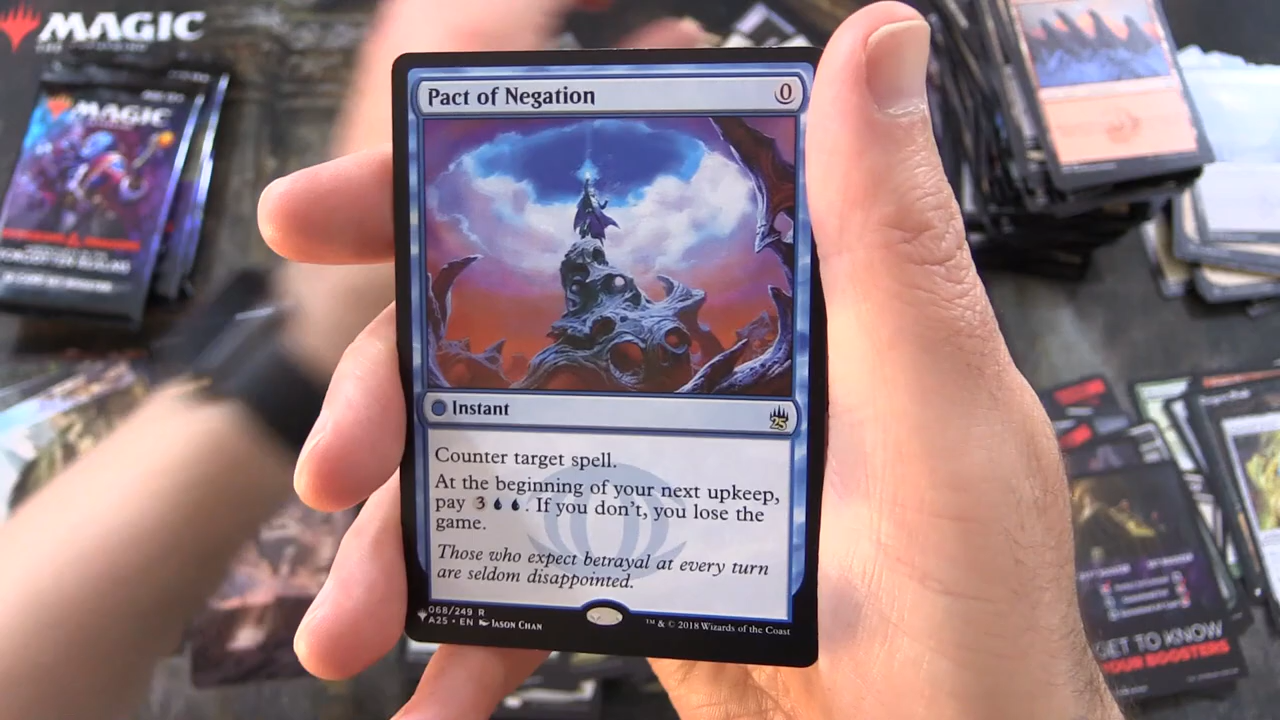 MAGIC
MAGIC
Pact of Negation 0
Instant
25
Counter target spell.
At the beginning of your next upkeep,
pay 3 . If you don't, you lose the
game.
Those who expect betrayal at every turn
are seldom disappointed.
068/249 R
A25 • EN JASON CHAN
™ & © 2018 Wizards of the Coast
GET TO KNOW
YOUR BOOSTERS